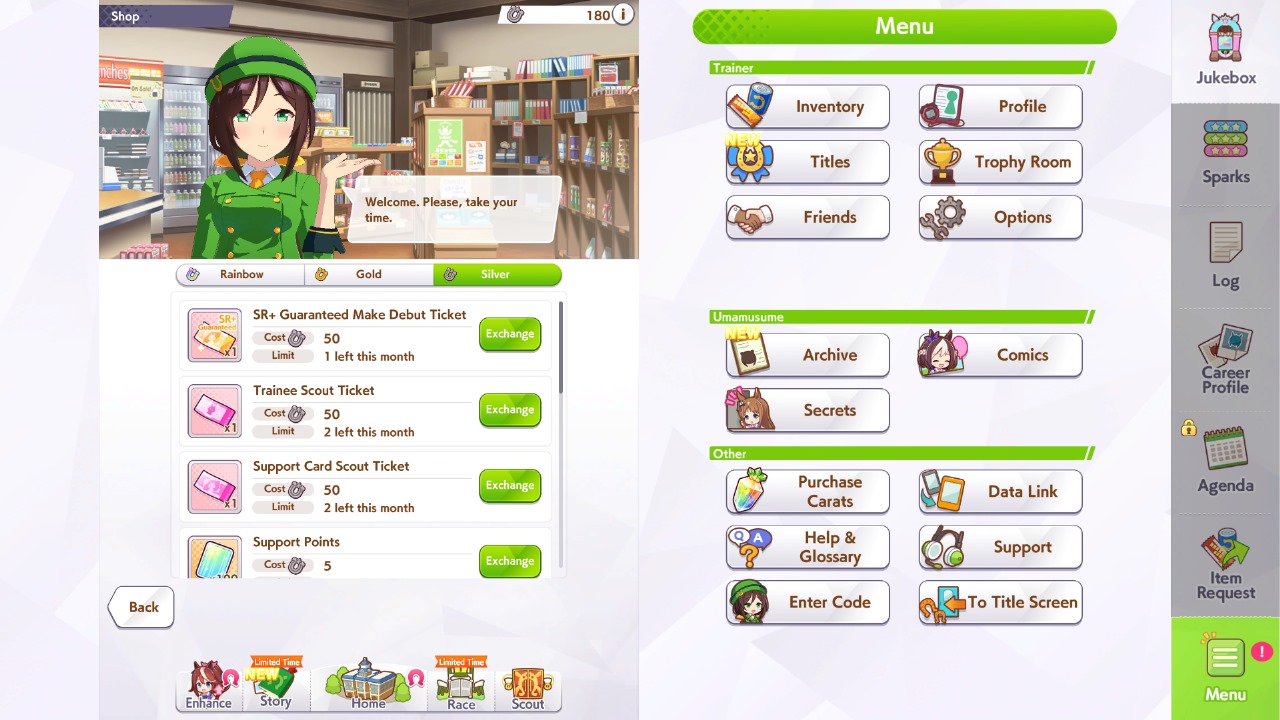 Shop
180
Welcome. Please, take your
time.
Rainbow
Gold
Silver
SR+
Guaranteed
x1
SR+ Guaranteed Make Debut Ticket
Cost 50
Limit 1 left this month
Exchange
x1
Trainee Scout Ticket
Cost 50
Limit 2 left this month
Exchange
x1
Support Card Scout Ticket
Cost 50
Limit 2 left this month
Exchange
Support Points
Cost 5
Exchange
Back
Enhance
Limited Time
NEW
Story
Home
Limited Time
Race
Scout
Menu
Trainer
Inventory
Profile
NEW
Titles
Trophy Room
Friends
Options
Umamusume
NEW
Archive
Comics
Secrets
Other
Purchase
Carats
Data Link
Q A
?
Help &
Glossary
Support
Enter Code
To Title Screen
Jukebox
Sparks
Log
Career
Profile
Agenda
Item
Request
!
Menu